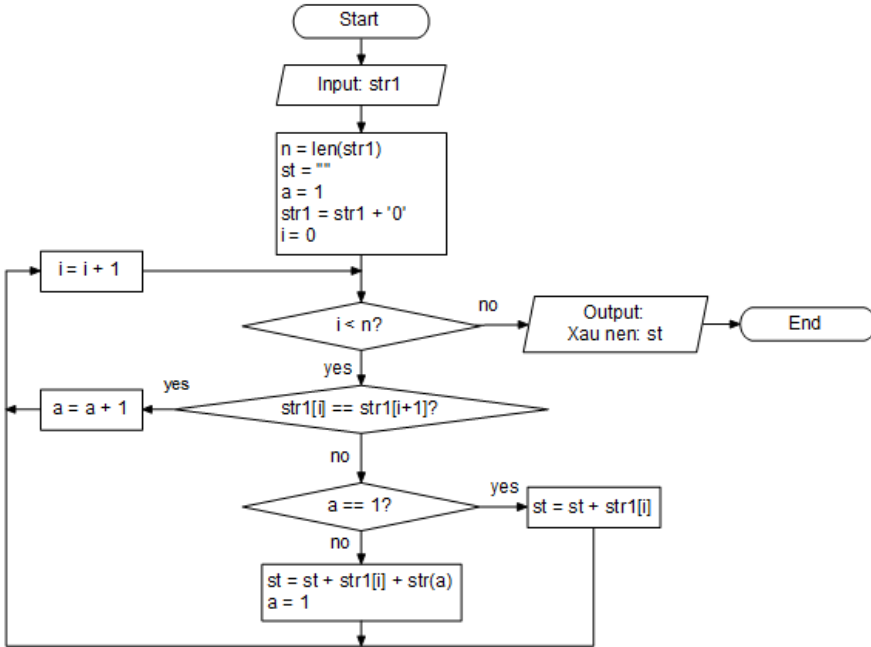 Start
Input: str1
n = len(str1)
st = ""
a = 1
str1 = str1 + '0'
i = 0
i = i + 1
i < n?
no
Output:
Xau nen: st
End
yes
str1[i] == str1[i+1]?
yes
a = a + 1
no
a == 1?
yes
st = st + str1[i]
no
st = st + str1[i] + str(a)
a = 1